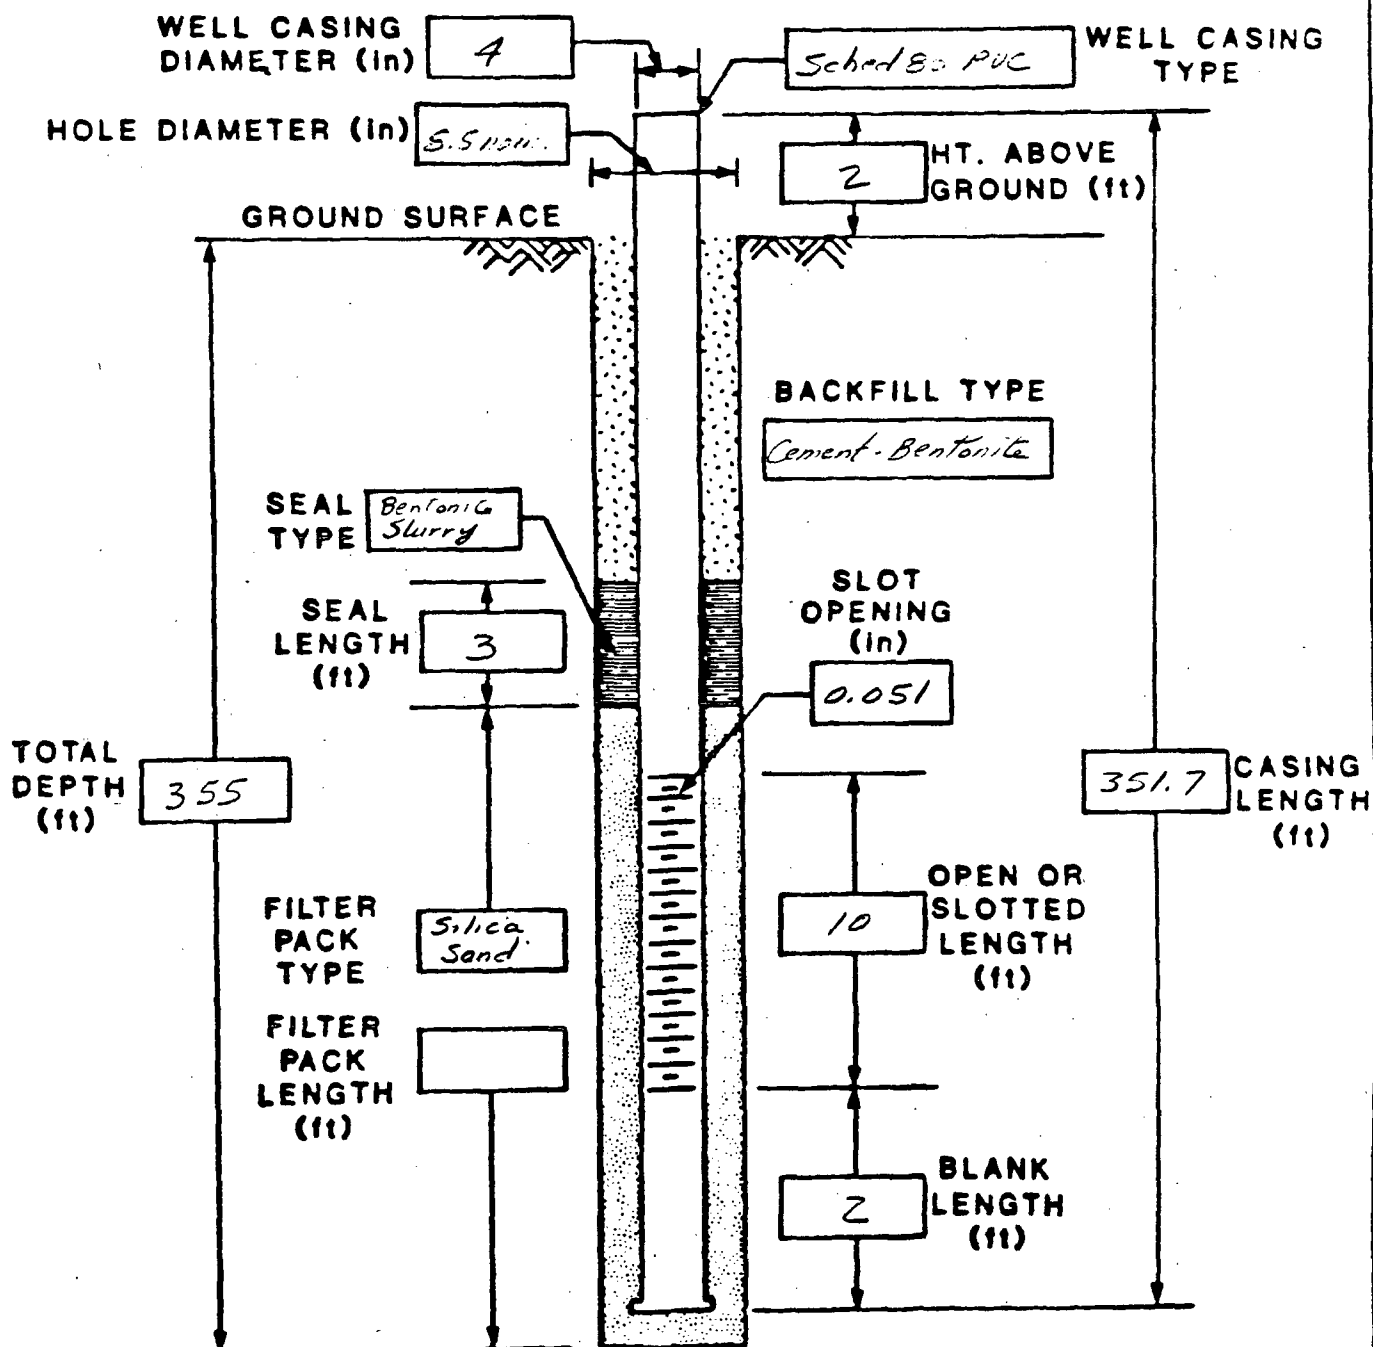 WELL CASING
DIAMETER (in)
4
Sched 80 PVC
WELL CASING
TYPE
HOLE DIAMETER (in)
5.5 nom.
2
HT. ABOVE
GROUND (ft)
GROUND SURFACE
BACKFILL TYPE
Cement-Bentonite
SEAL
TYPE
Bentonite
Slurry
SLOT
OPENING
(in)
0.051
SEAL
LENGTH
(ft)
3
TOTAL
DEPTH
(ft)
355
351.7
CASING
LENGTH
(ft)
FILTER
PACK
TYPE
Silica
Sand
10
OPEN OR
SLOTTED
LENGTH
(ft)
FILTER
PACK
LENGTH
(ft)
2
BLANK
LENGTH
(ft)